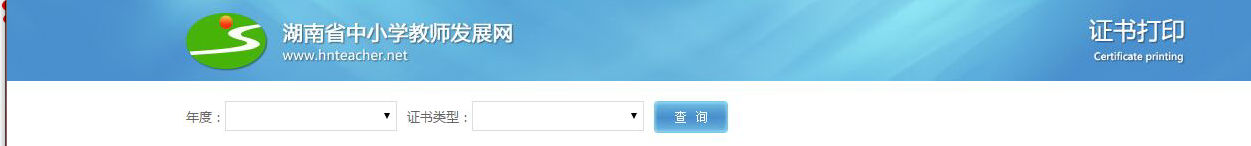 湖南省中小学教师发展网
www.hnteacher.net
证书打印
Certificate printing
年度： 证书类型： 查 询